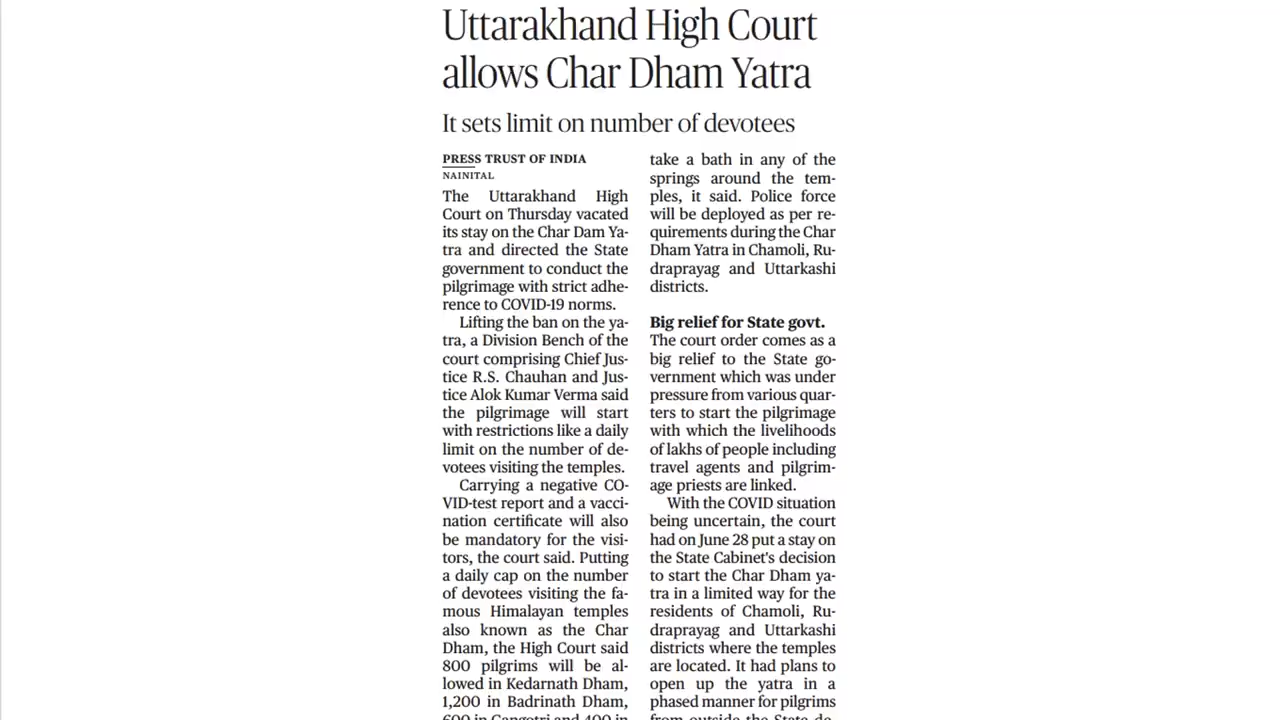 Uttarakhand High Court
allows Char Dham Yatra
It sets limit on number of devotees
PRESS TRUST OF INDIA
NAINITAL
The Uttarakhand High
Court on Thursday vacated
its stay on the Char Dam Ya-
tra and directed the State
government to conduct the
pilgrimage with strict adhe-
rence to COVID-19 norms.
Lifting the ban on the ya-
tra, a Division Bench of the
court comprising Chief Jus-
tice R.S. Chauhan and Jus-
tice Alok Kumar Verma said
the pilgrimage will start
with restrictions like a daily
limit on the number of de-
votees visiting the temples.
Carrying a negative CO-
VID-test report and a vacci-
nation certificate will also
be mandatory for the visi-
tors, the court said. Putting
a daily cap on the number
of devotees visiting the fa-
mous Himalayan temples
also known as the Char
Dham, the High Court said
800 pilgrims will be al-
lowed in Kedarnath Dham,
1,200 in Badrinath Dham,
600 in Gangotri and 400 in
take a bath in any of the
springs around the tem-
ples, it said. Police force
will be deployed as per re-
quirements during the Char
Dham Yatra in Chamoli, Ru-
draprayag and Uttarkashi
districts.
Big relief for State govt.
The court order comes as a
big relief to the State go-
vernment which was under
pressure from various quar-
ters to start the pilgrimage
with which the livelihoods
of lakhs of people including
travel agents and pilgrim-
age priests are linked.
With the COVID situation
being uncertain, the court
had on June 28 put a stay on
the State Cabinet's decision
to start the Char Dham ya-
tra in a limited way for the
residents of Chamoli, Ru-
draprayag and Uttarkashi
districts where the temples
are located. It had plans to
open up the yatra in a
phased manner for pilgrims
from outside the State de-